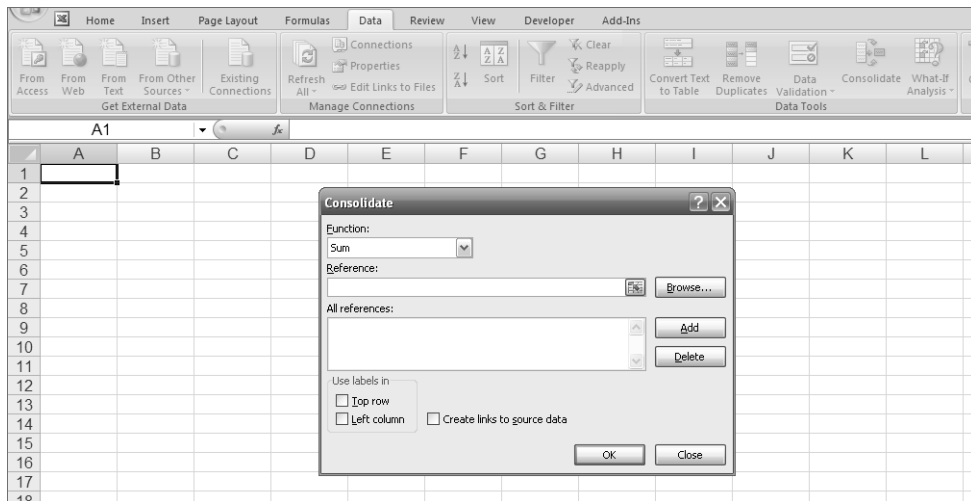 Home Insert Page Layout Formulas Data Review View Developer Add-Ins
From Access
From Web
From Text
From Other Sources
Existing Connections
Get External Data
Refresh All
Connections
Properties
Edit Links to Files
Manage Connections
Sort
Filter
Clear
Reapply
Advanced
Sort & Filter
Convert Text to Table
Remove Duplicates
Data Validation
Consolidate
What-If Analysis
Data Tools
A1 fx
A B C D E F G H I J K L
1
2
3
4
5
6
7
8
9
10
11
12
13
14
15
16
17
18
Consolidate
Function:
Sum
Reference:
Browse...
All references:
Add
Delete
Use labels in
Top row
Left column Create links to source data
OK Close